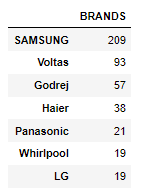 BRANDS
SAMSUNG 209
Voltas 93
Godrej 57
Haier 38
Panasonic 21
Whirlpool 19
LG 19